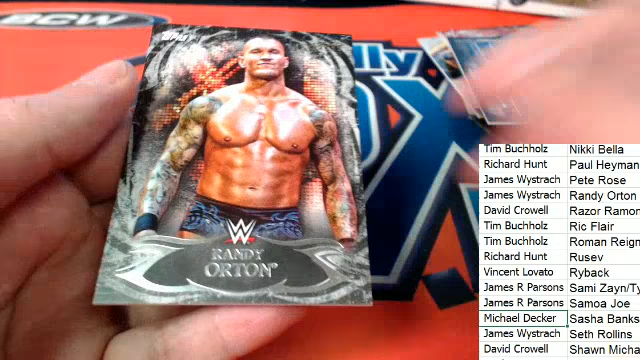 BCW
TOPPS
lly
W
RANDY
ORTON
Tim Buchholz Nikki Bella
Richard Hunt Paul Heyman
James Wystrach Pete Rose
James Wystrach Randy Orton
David Crowell Razor Ramon
Tim Buchholz Ric Flair
Tim Buchholz Roman Reign
Richard Hunt Rusev
Vincent Lovato Ryback
James R Parsons Sami Zayn/Ty
James R Parsons Samoa Joe
Michael Decker Sasha Banks
James Wystrach Seth Rollins
David Crowell Shawn Micha